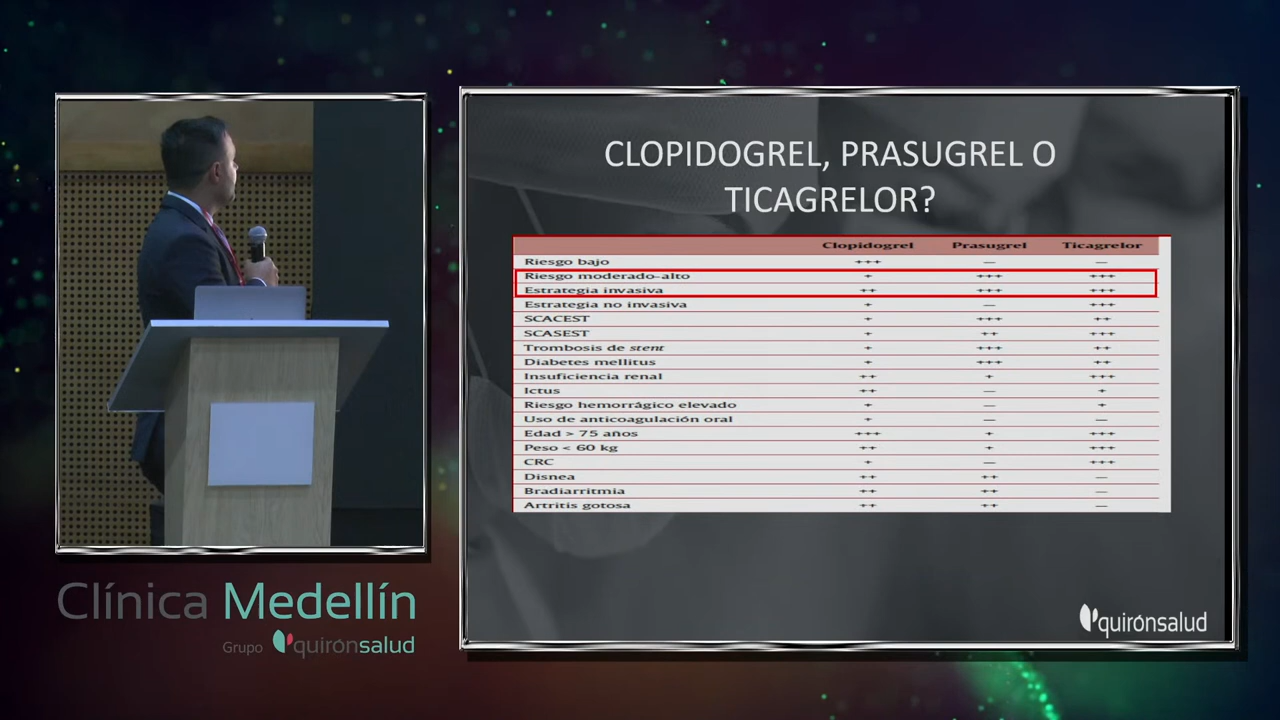 CLOPIDOGREL, PRASUGREL O
TICAGRELOR?
Clopidogrel Prasugrel Ticagrelor
Riesgo bajo +++ — —
Riesgo moderado-alto + +++ +++
Estrategia invasiva ++ +++ +++
Estrategia no invasiva + — +++
SCACEST + +++ ++
SCASEST + ++ +++
Trombosis de stent + +++ ++
Diabetes mellitus + +++ ++
Insuficiencia renal ++ + +++
Ictus ++ — +
Riesgo hemorrágico elevado + — +
Uso de anticoagulación oral + — —
Edad > 75 años +++ + +++
Peso < 60 kg ++ + +++
CRC + — +++
Disnea ++ ++ —
Bradiarritmia ++ ++ —
Artritis gotosa ++ ++ —
quirónsalud
Clínica Medellín
Grupo quirónsalud